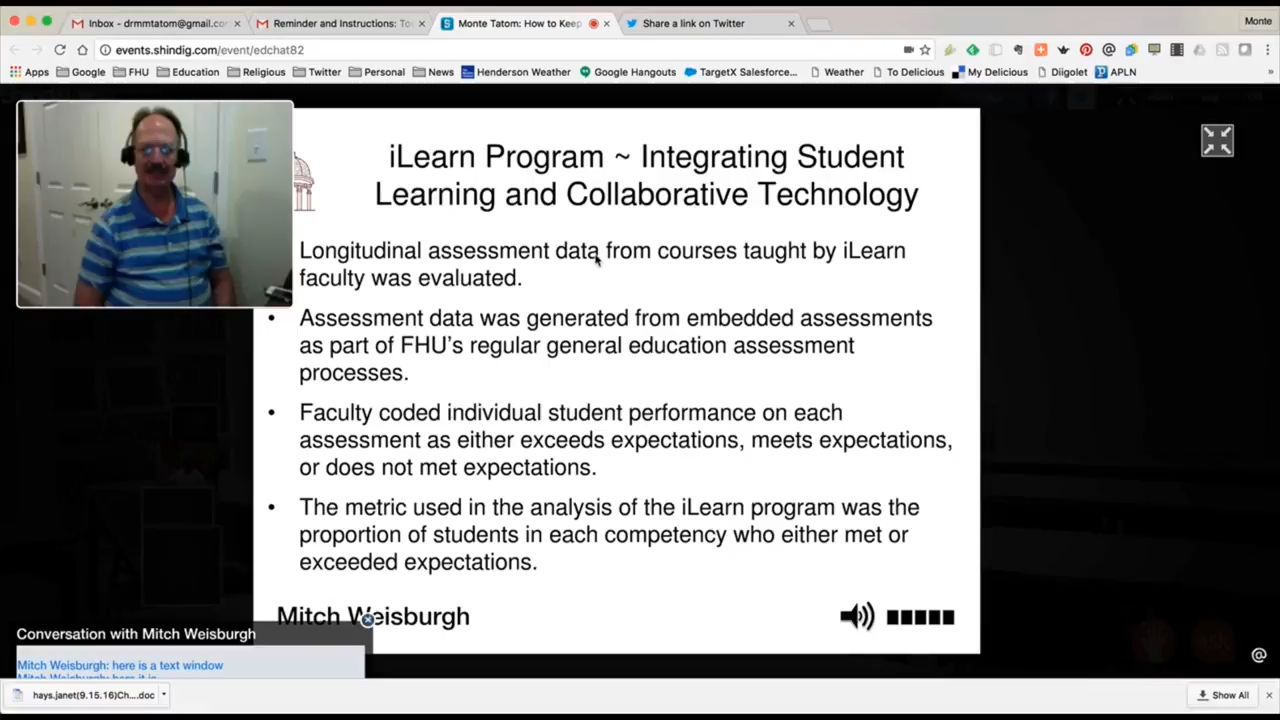 Inbox - drmmtatom@gmail.co
Reminder and Instructions: To
Monte Tatom: How to Keep
Share a link on Twitter
Monte
events.shindig.com/event/edchat82
Apps
Google
FHU
Education
Religious
Twitter
Personal
News
Henderson Weather
Google Hangouts
TargetX Salesforce...
Weather
To Delicious
My Delicious
Diigolet
APLN
»
iLearn Program ~ Integrating Student
Learning and Collaborative Technology
Longitudinal assessment data from courses taught by iLearn
faculty was evaluated.
• Assessment data was generated from embedded assessments
as part of FHU's regular general education assessment
processes.
• Faculty coded individual student performance on each
assessment as either exceeds expectations, meets expectations,
or does not met expectations.
• The metric used in the analysis of the iLearn program was the
proportion of students in each competency who either met or
exceeded expectations.
Mitch Weisburgh
Conversation with Mitch Weisburgh
Mitch Weisburgh: here is a text window
Mitch Weisburgh: here it is
@
hays.janet(9.15.16)Ch....doc
Show All